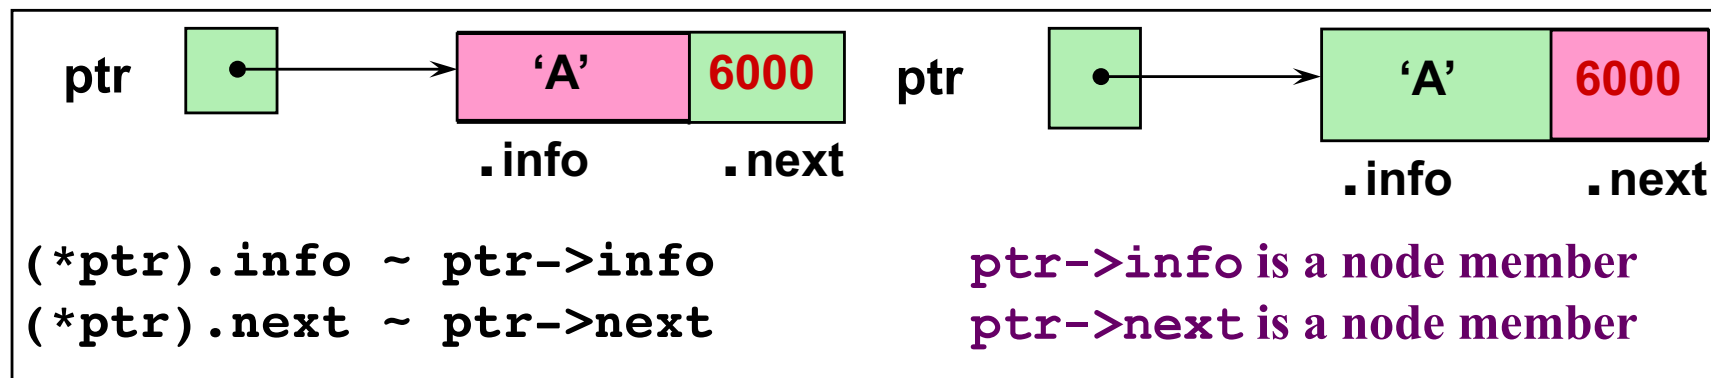 ptr ‘A’ 6000
.info .next
ptr ‘A’ 6000
.info .next
(*ptr).info ~ ptr->info
(*ptr).next ~ ptr->next
ptr->info is a node member
ptr->next is a node member